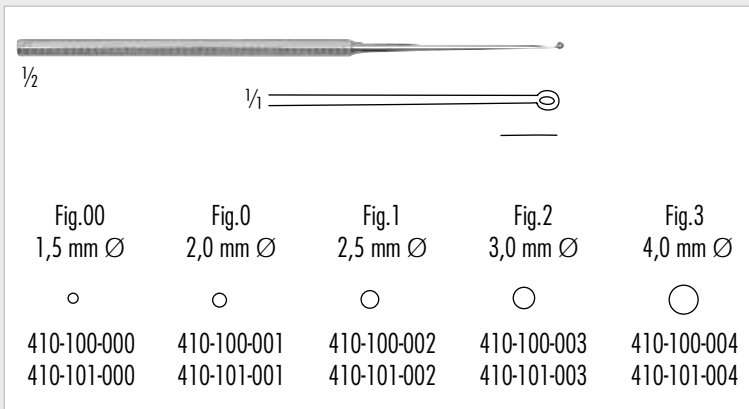 ½
1/1
Fig.00 Fig.0 Fig.1 Fig.2 Fig.3
1,5 mm Ø 2,0 mm Ø 2,5 mm Ø 3,0 mm Ø 4,0 mm Ø
410-100-000 410-100-001 410-100-002 410-100-003 410-100-004
410-101-000 410-101-001 410-101-002 410-101-003 410-101-004